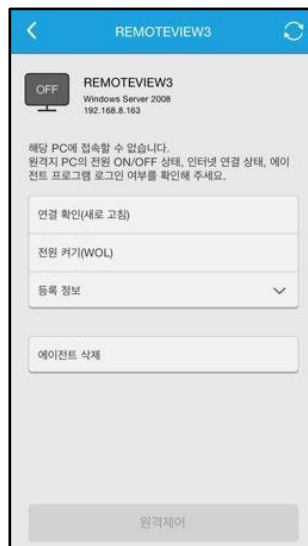 REMOTEVIEW3
OFF
REMOTEVIEW3
Windows Server 2008
192.168.8.163
해당 PC에 접속할 수 없습니다.
원격지 PC의 전원 ON/OFF 상태, 인터넷 연결 상태, 에이
전트 프로그램 로그인 여부를 확인해 주세요.
연결 확인(새로 고침)
전원 켜기(WOL)
등록 정보
에이전트 삭제
원격제어